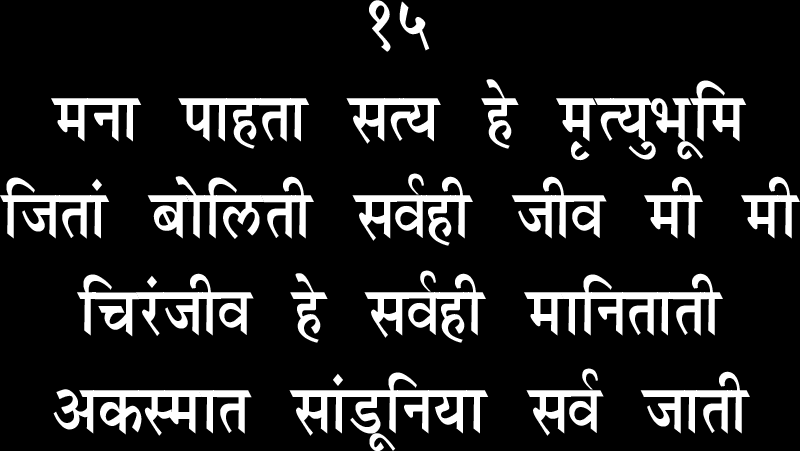 १५
मना पाहता सत्य हे मृत्युभूमि
जितां बोलिती सर्वही जीव मी मी
चिरंजीव हे सर्वही मानिताती
अकस्मात सांडूनिया सर्व जाती